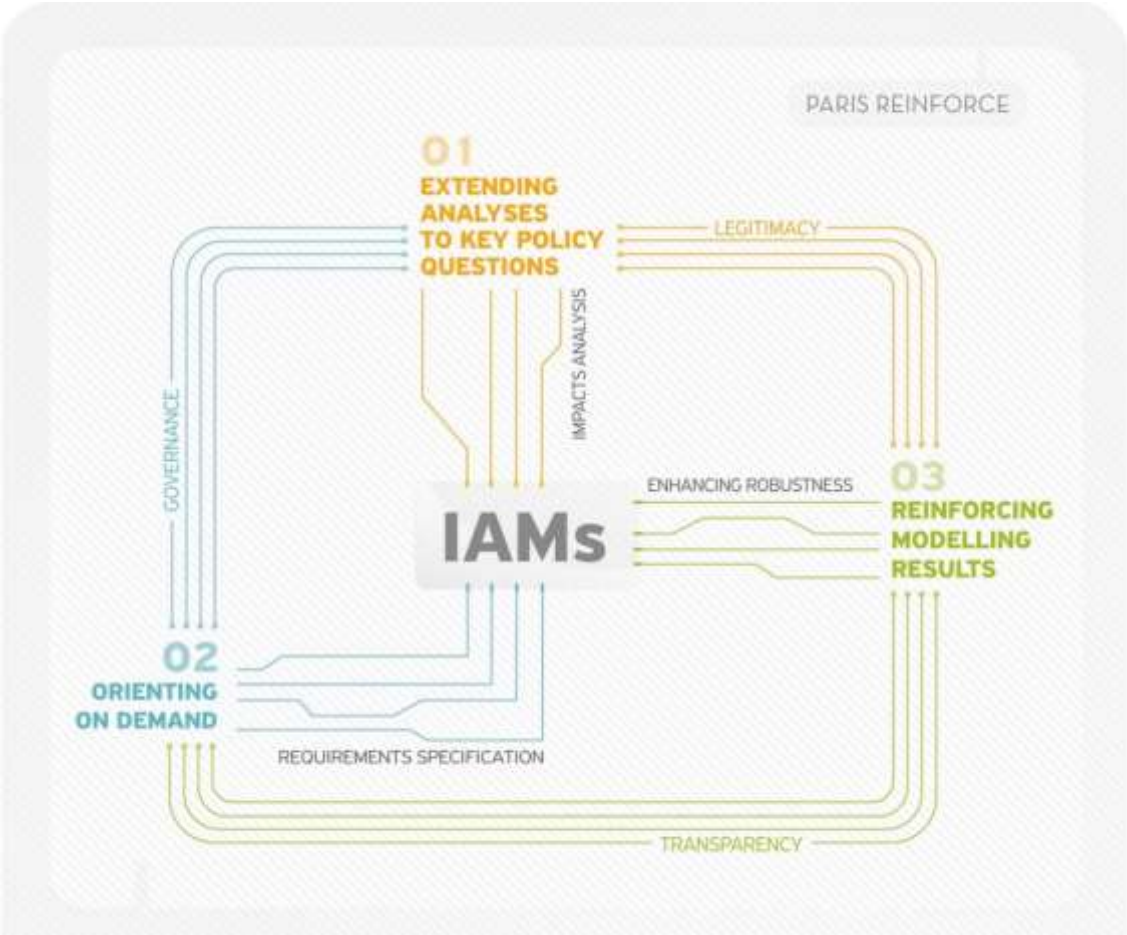 PARIS REINFORCE
01
EXTENDING
ANALYSES
TO KEY POLICY
QUESTIONS
LEGITIMACY
IMPACTS ANALYSIS
GOVERNANCE
ENHANCING ROBUSTNESS
03
REINFORCING
MODELLING
RESULTS
IAMs
02
ORIENTING
ON DEMAND
REQUIREMENTS SPECIFICATION
TRANSPARENCY